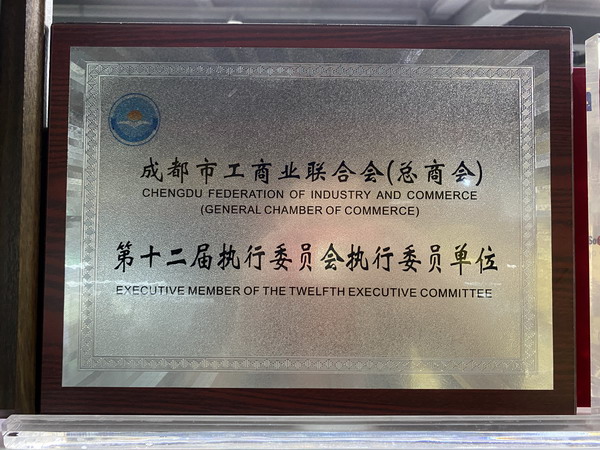 成都市工商业联合会(总商会)
CHENGDU FEDERATION OF INDUSTRY AND COMMERCE
(GENERAL CHAMBER OF COMMERCE)
第十二届执行委员会执行委员单位
EXECUTIVE MEMBER OF THE TWELFTH EXECUTIVE COMMITTEE